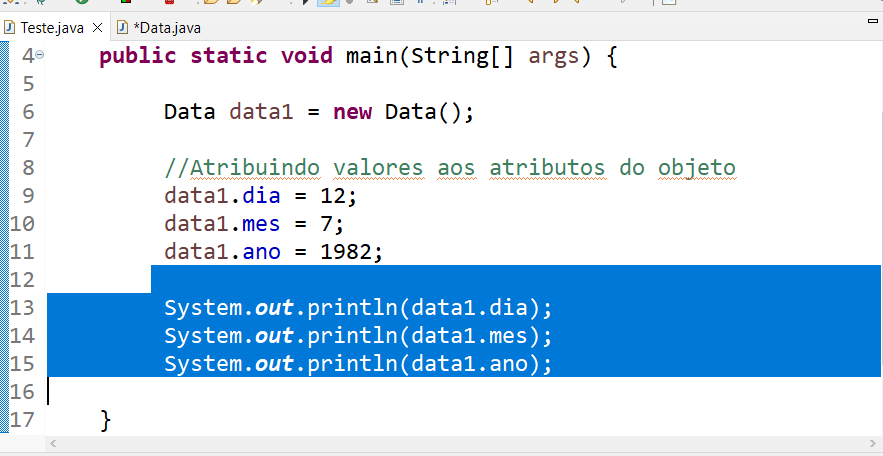 Teste.java
*Data.java
4 public static void main(String[] args) {
5
6 Data data1 = new Data();
7
8 //Atribuindo valores aos atributos do objeto
9 data1.dia = 12;
10 data1.mes = 7;
11 data1.ano = 1982;
12
13 System.out.println(data1.dia);
14 System.out.println(data1.mes);
15 System.out.println(data1.ano);
16
17 }